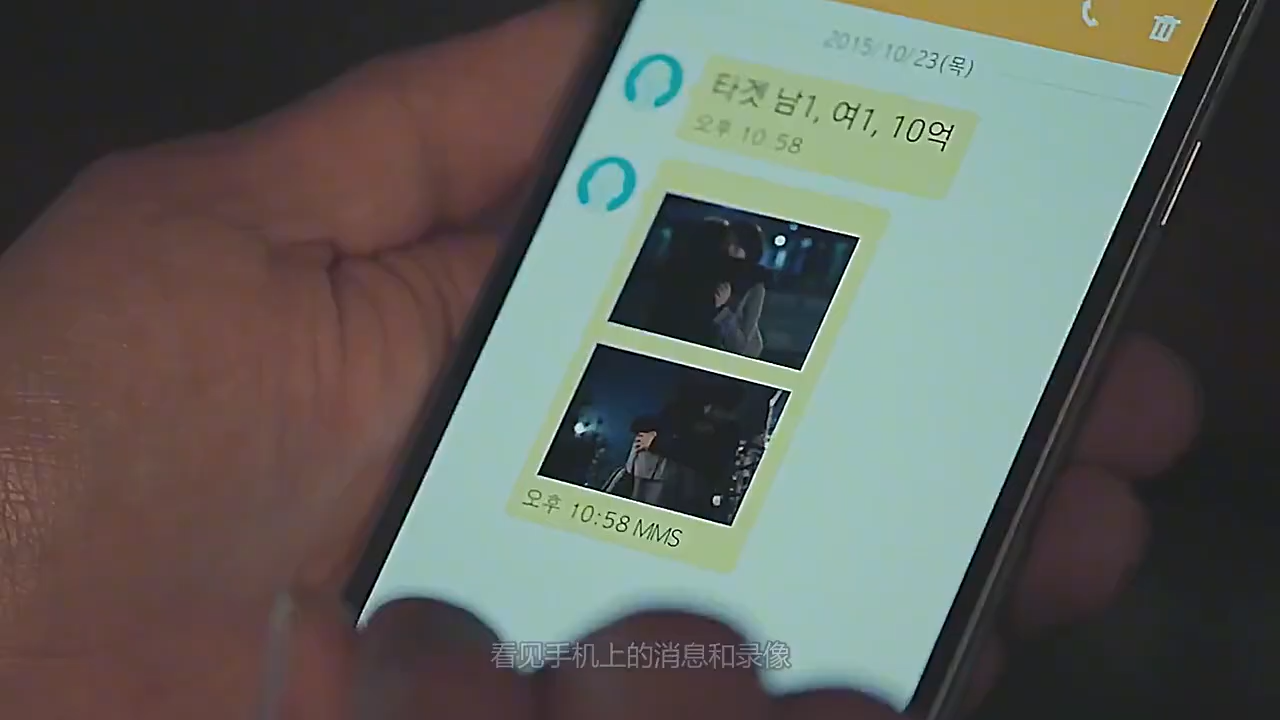 2015/10/23(목)
타겟 남1, 여1, 10억
오후 10:58
오후 10:58 MMS
看见手机上的消息和录像